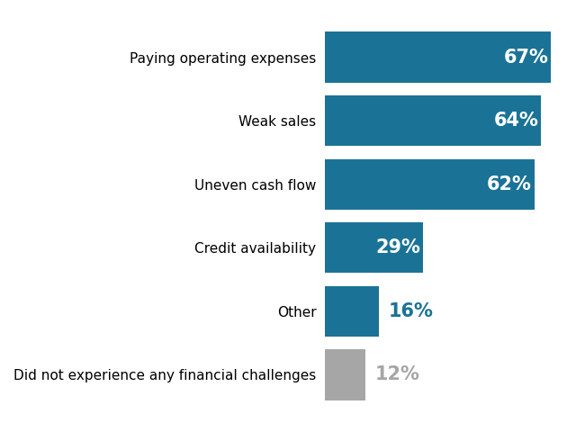 Paying operating expenses 67%
Weak sales 64%
Uneven cash flow 62%
Credit availability 29%
Other 16%
Did not experience any financial challenges 12%